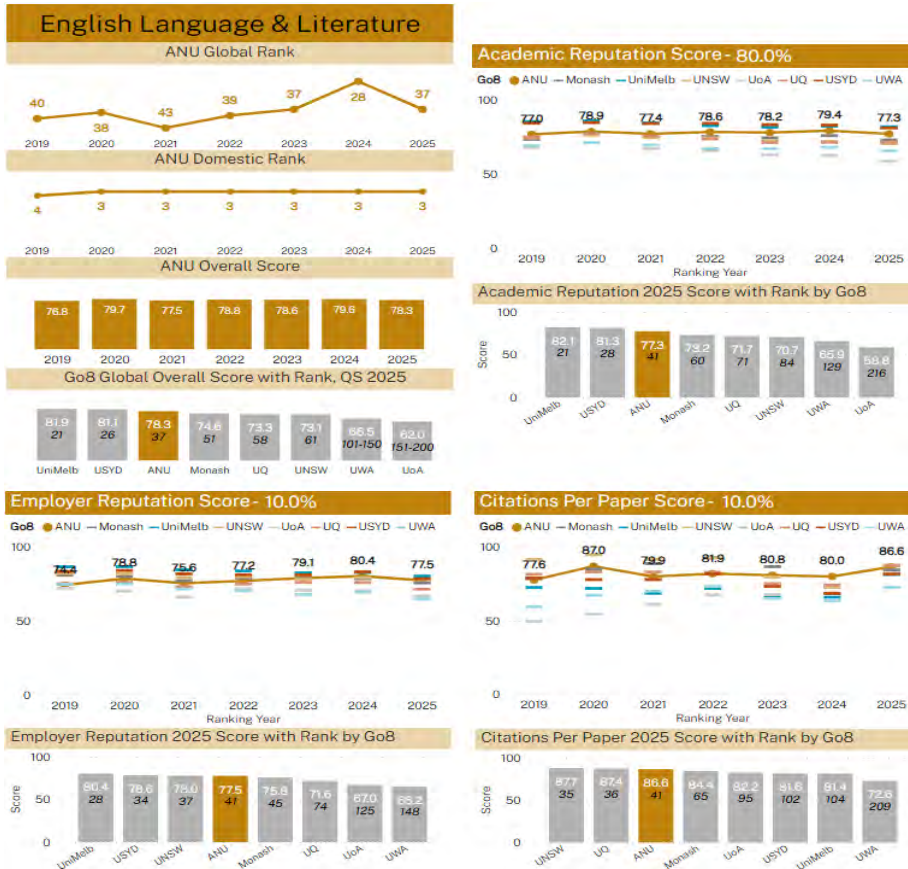 English Language & Literature
ANU Global Rank
40
38
43
39
37
28
37
2019 2020 2021 2022 2023 2024 2025
ANU Domestic Rank
4 3 3 3 3 3 3
2019 2020 2021 2022 2023 2024 2025
ANU Overall Score
76.8 79.7 77.5 78.8 78.6 79.6 78.3
2019 2020 2021 2022 2023 2024 2025
Go8 Global Overall Score with Rank, QS 2025
81.9 81.1 78.3 74.6 73.3 73.1 66.5 62.0
21 26 37 51 58 61 101-150 151-200
UniMelb USYD ANU Monash UQ UNSW UWA UoA
Academic Reputation Score - 80.0%
Go8 ANU Monash UniMelb UNSW UoA UQ USYD UWA
100
77.0 78.9 77.4 78.6 78.2 79.4 77.3
50
0
2019 2020 2021 2022 2023 2024 2025
Ranking Year
Academic Reputation 2025 Score with Rank by Go8
100
50
0
Score
82.1 81.3 77.3 73.2 71.7 70.7 65.9 58.8
21 28 41 60 71 84 129 216
UniMelb USYD ANU Monash UQ UNSW UWA UoA
Employer Reputation Score - 10.0%
Go8 ANU Monash UniMelb UNSW UoA UQ USYD UWA
100
74.4 78.8 75.6 77.2 79.1 80.4 77.5
50
0
2019 2020 2021 2022 2023 2024 2025
Ranking Year
Employer Reputation 2025 Score with Rank by Go8
100
50
0
Score
80.4 78.6 78.0 77.5 75.8 71.6 67.0 65.2
28 34 37 41 45 74 125 148
UniMelb USYD UNSW ANU Monash UQ UoA UWA
Citations Per Paper Score - 10.0%
Go8 ANU Monash UniMelb UNSW UoA UQ USYD UWA
100
77.6 87.0 79.9 81.9 80.8 80.0 86.6
50
0
2019 2020 2021 2022 2023 2024 2025
Ranking Year
Citations Per Paper 2025 Score with Rank by Go8
100
50
0
Score
87.7 87.4 86.6 84.4 82.2 81.6 81.4 72.6
35 36 41 65 95 102 104 209
UNSW UQ ANU Monash UoA USYD UniMelb UWA